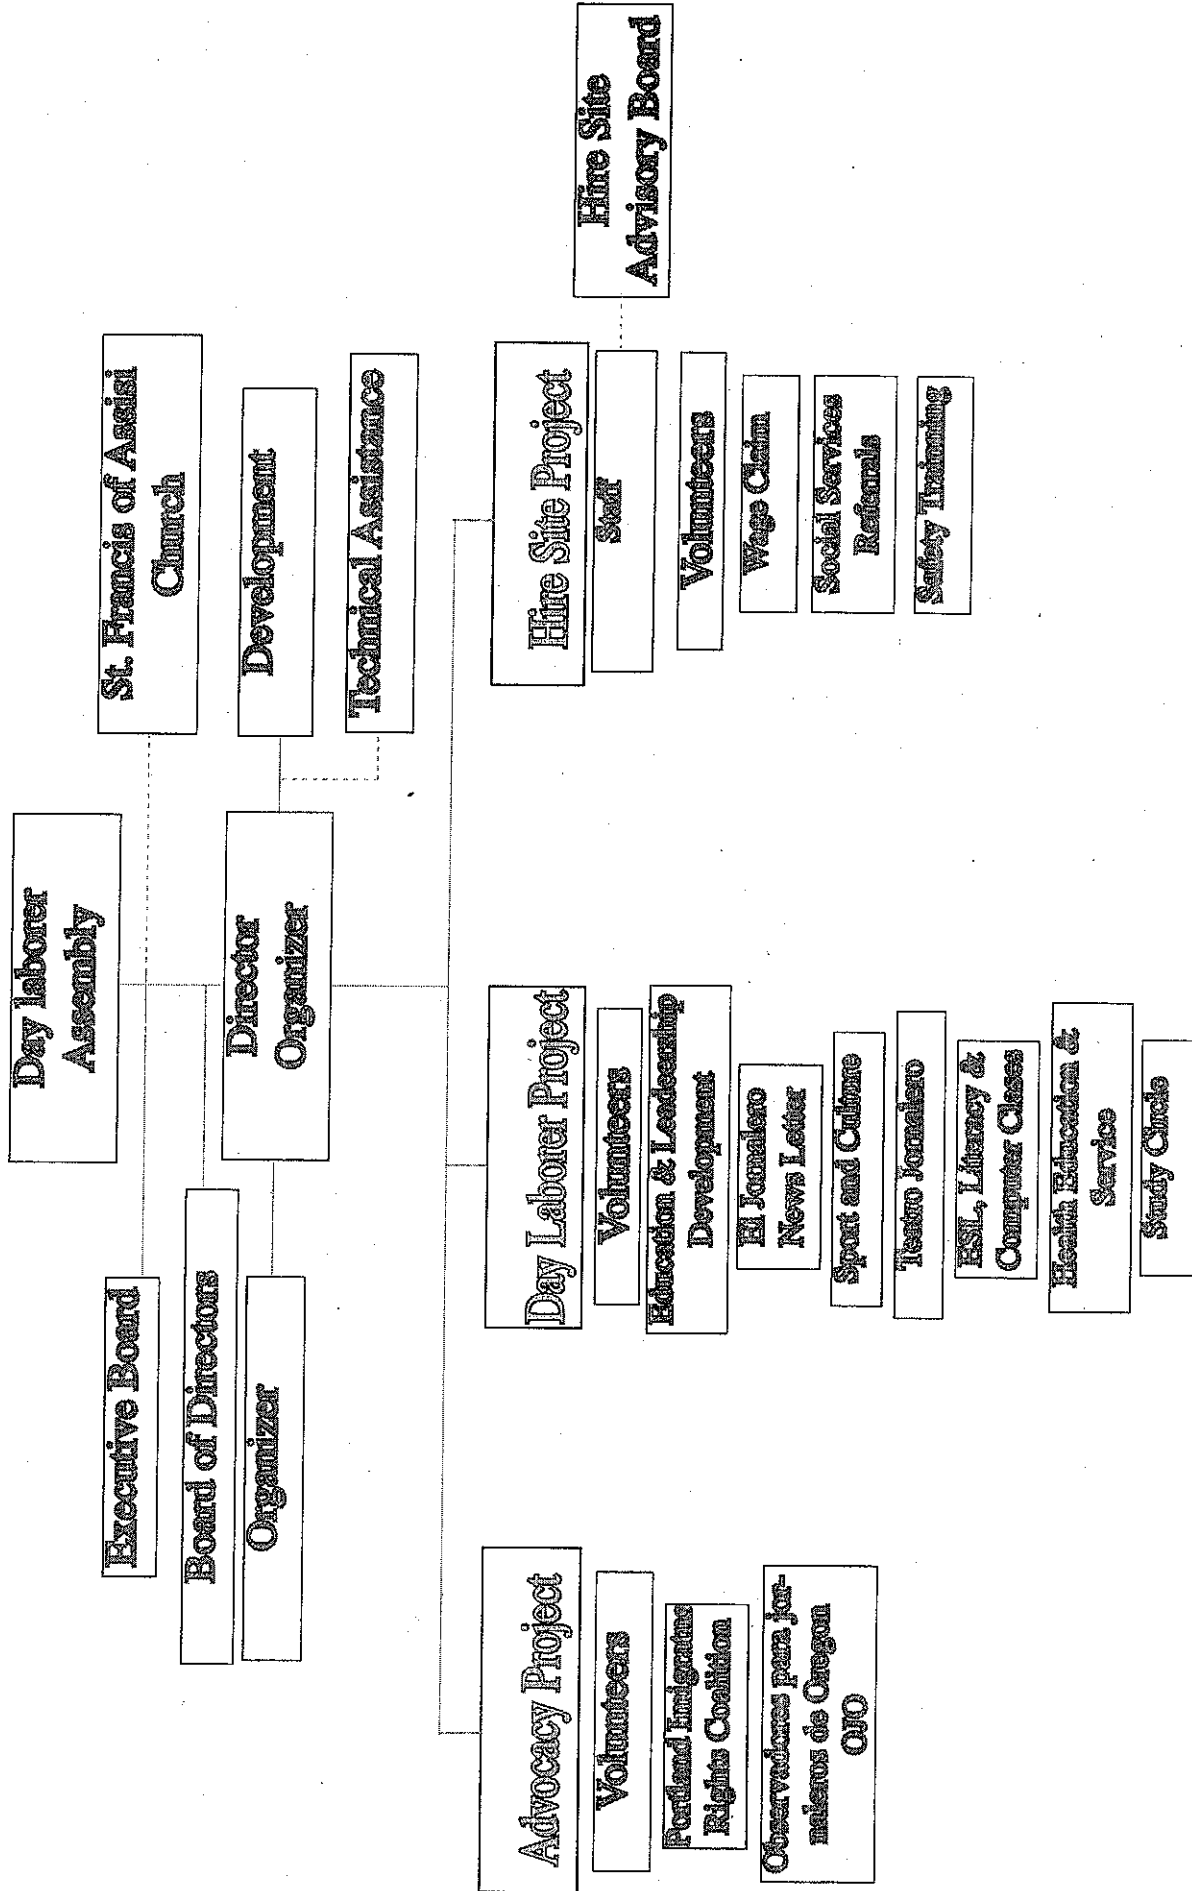 Day laborer
Assembly
Executive Board
St. Francis of Assisi
Church
Board of Directors
Organizer
Director
Organizer
Development
Technical Assistance
Advocacy Project
Volunteers
Portland Imigratns
Rights Coalition
Observadores para jor-
naleros de Oregon
OJO
Day Laborer Project
Volunteers
Education & Leadeership
Development
El Jornalero
News Letter
Sport and Culture
Teatro Jornalero
ESL, Literacy &
Computer Clases
Health Education &
Service
Study Circle
Hire Site Project
Staff
Volunteers
Wage Claim
Social Services
Referrals
Safety Training
Hire Site
Advisory Board